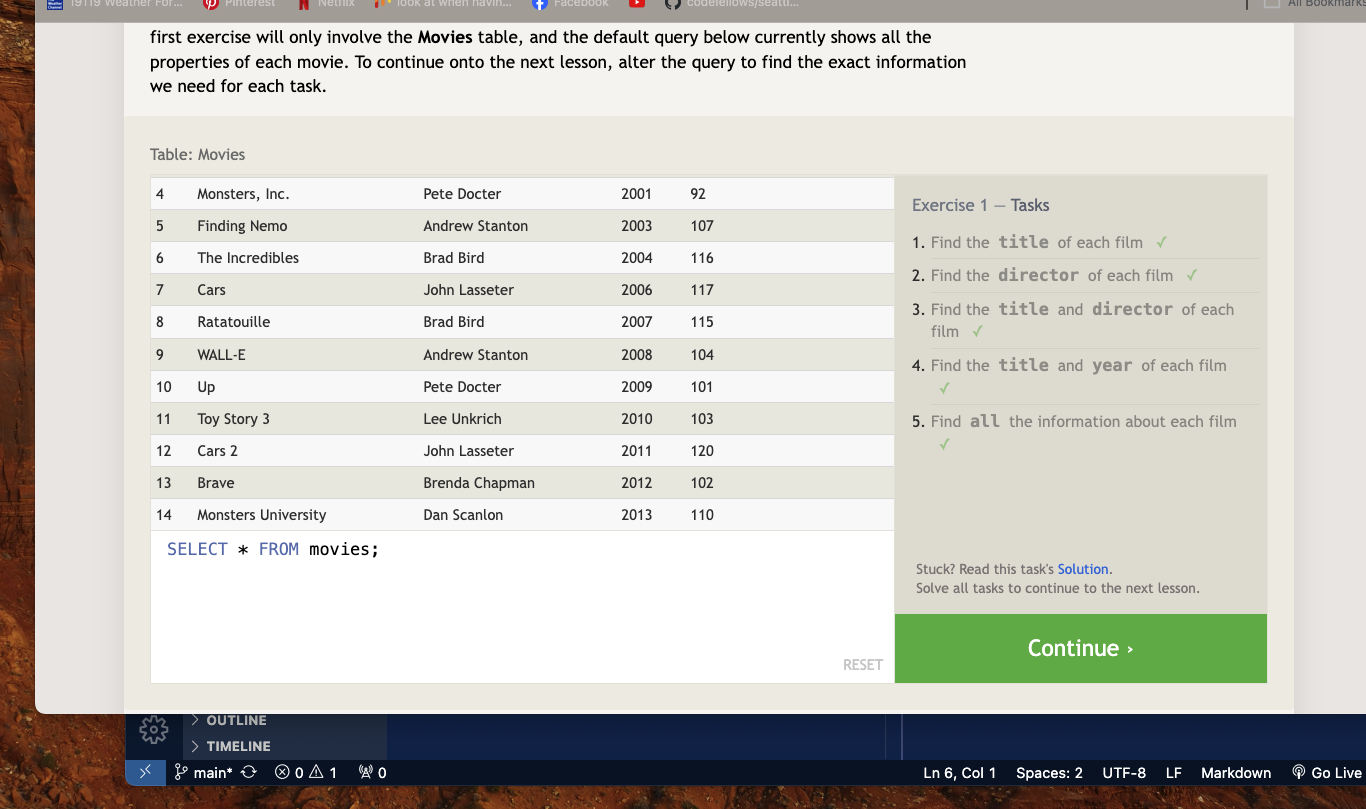 19119 Weather For... Pinterest Netflix look at when havin... Facebook codefellows/seattl... All Bookmarks
first exercise will only involve the Movies table, and the default query below currently shows all the
properties of each movie. To continue onto the next lesson, alter the query to find the exact information
we need for each task.
Table: Movies
4 Monsters, Inc. Pete Docter 2001 92
5 Finding Nemo Andrew Stanton 2003 107
6 The Incredibles Brad Bird 2004 116
7 Cars John Lasseter 2006 117
8 Ratatouille Brad Bird 2007 115
9 WALL-E Andrew Stanton 2008 104
10 Up Pete Docter 2009 101
11 Toy Story 3 Lee Unkrich 2010 103
12 Cars 2 John Lasseter 2011 120
13 Brave Brenda Chapman 2012 102
14 Monsters University Dan Scanlon 2013 110
SELECT * FROM movies;
RESET
Exercise 1 — Tasks
1. Find the title of each film ✓
2. Find the director of each film ✓
3. Find the title and director of each
film ✓
4. Find the title and year of each film
✓
5. Find all the information about each film
✓
Stuck? Read this task's Solution.
Solve all tasks to continue to the next lesson.
Continue ›
OUTLINE
TIMELINE
main* 0 1 0 Ln 6, Col 1 Spaces: 2 UTF-8 LF Markdown Go Live